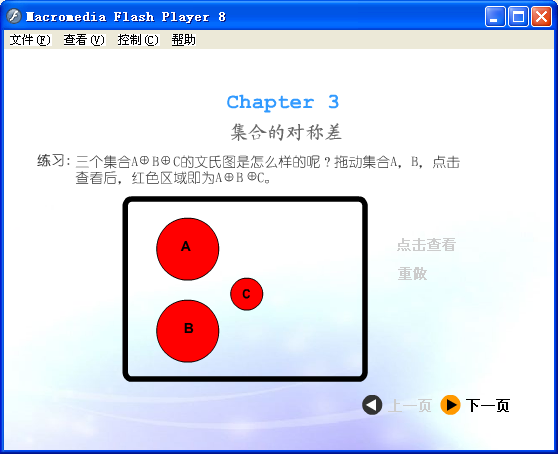 Macromedia Flash Player 8
文件(F) 查看(V) 控制(C) 帮助
Chapter 3
集合的对称差
练习: 三个集合A⊕B⊕C的文氏图是怎么样的呢？拖动集合A，B，点击
查看后，红色区域即为A⊕B⊕C。
A
点击查看
重做
C
B
上一页 下一页